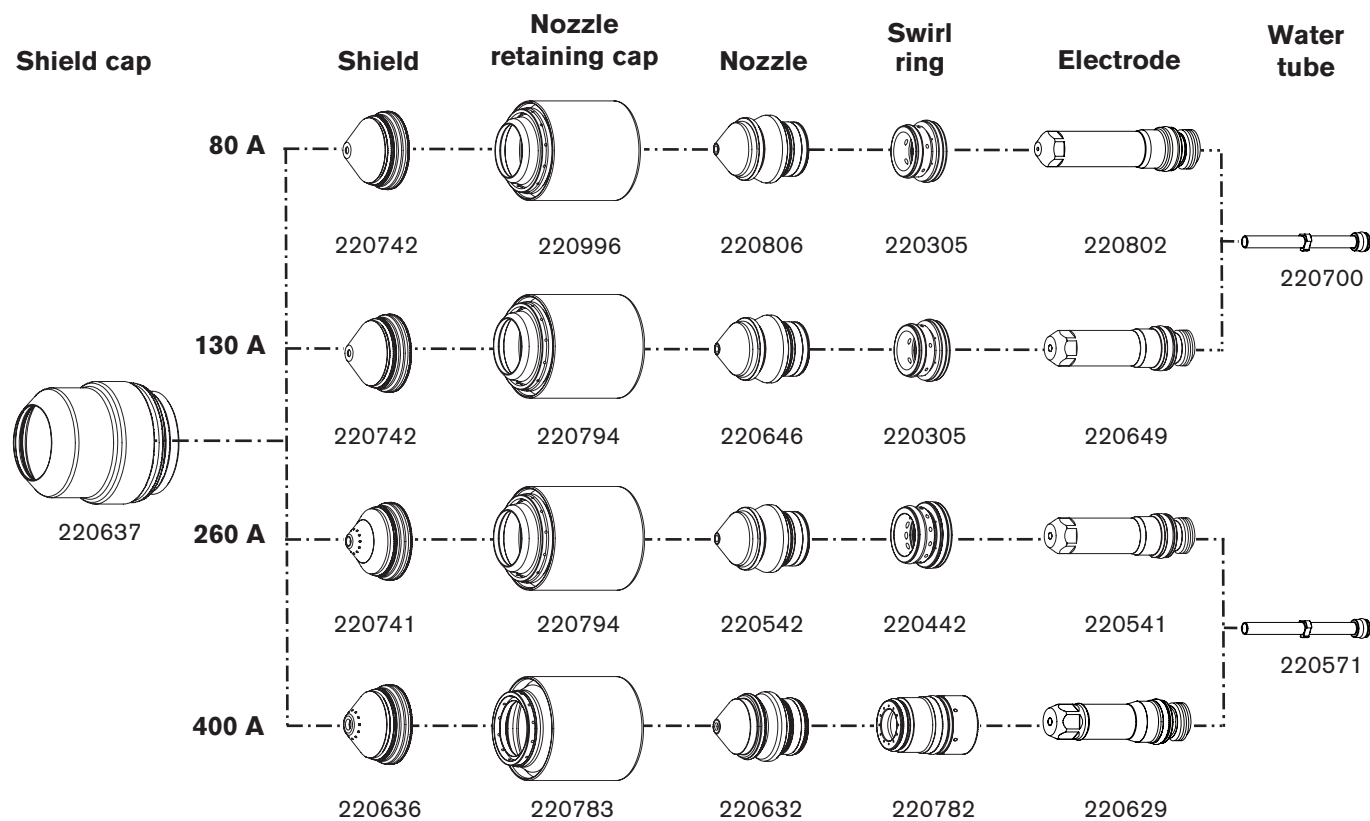 Shield cap
Shield
Nozzle
retaining cap
Nozzle
Swirl
ring
Electrode
Water
tube
80 A
220742
220996
220806
220305
220802
220700
130 A
220742
220794
220646
220305
220649
220637
260 A
220741
220794
220542
220442
220541
220571
400 A
220636
220783
220632
220782
220629